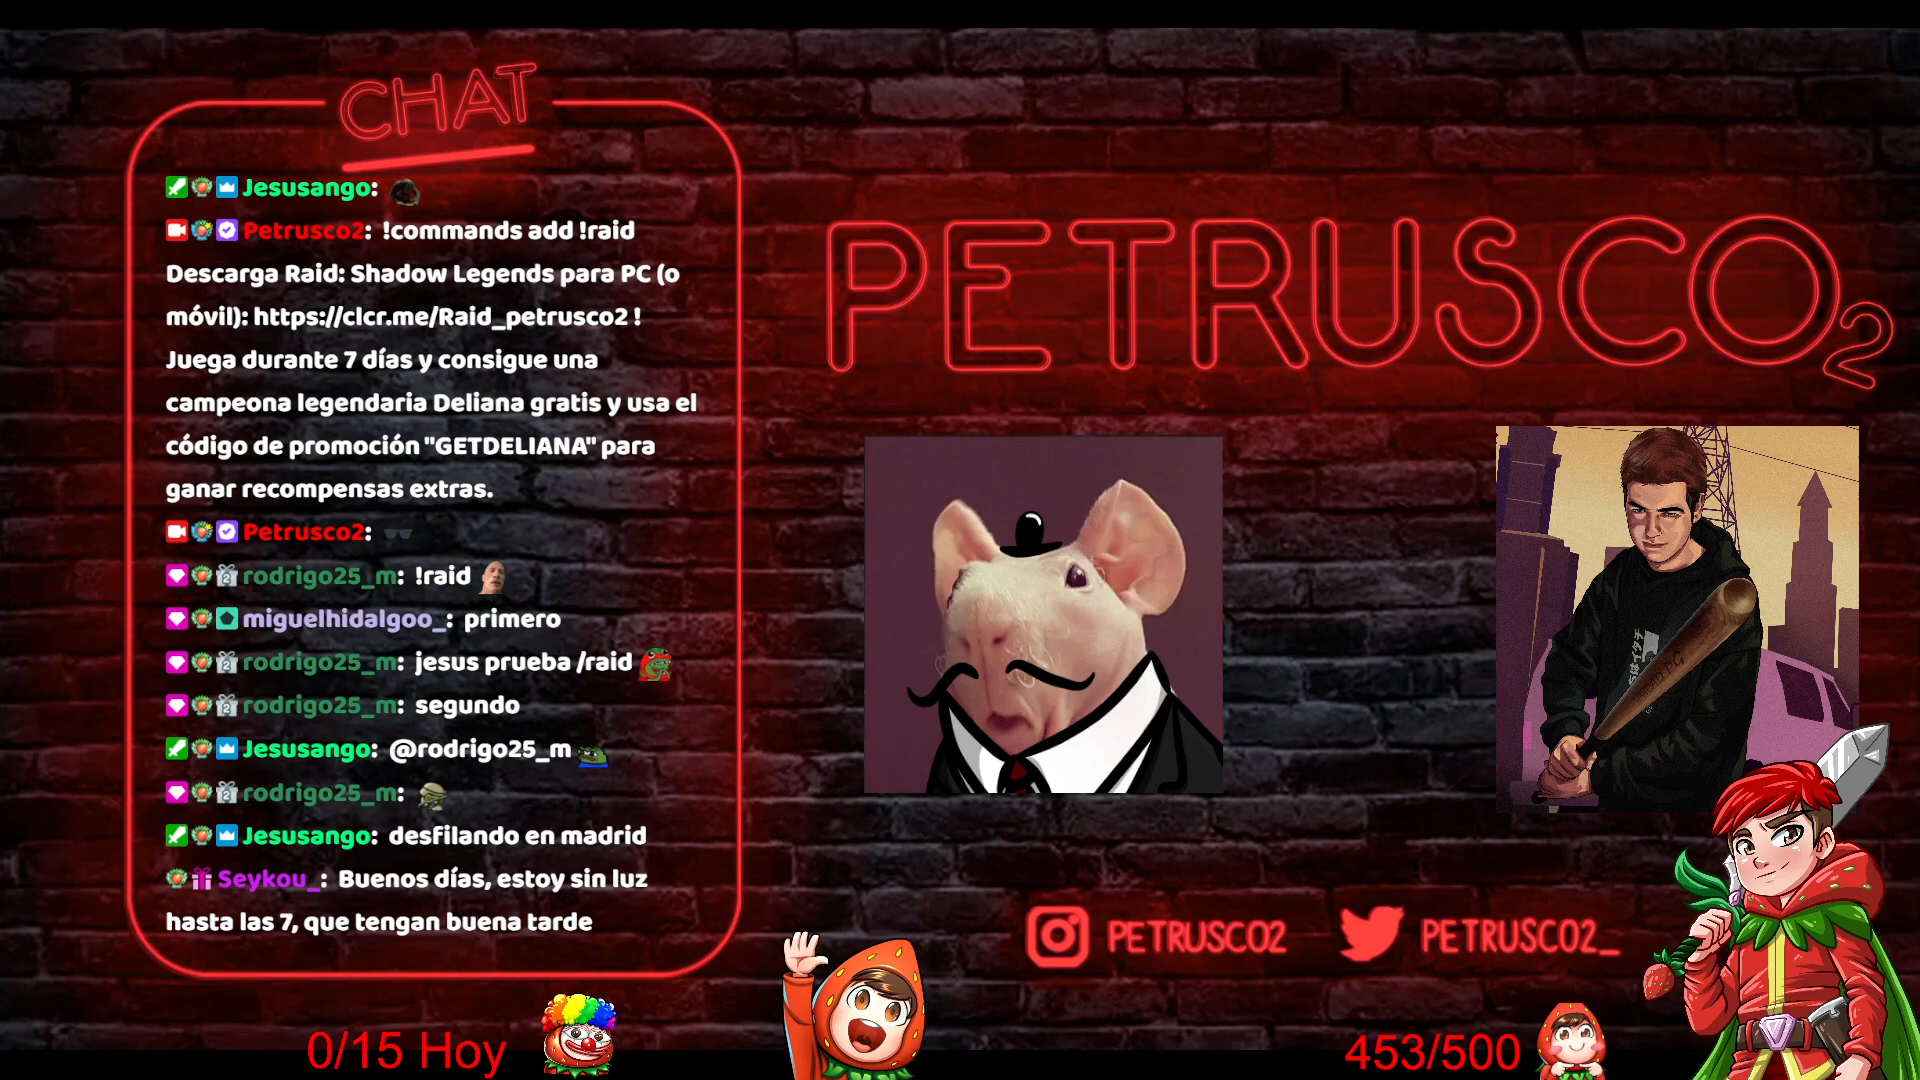 CHAT
Jesusango:
Petrusco2: !commands add !raid
Descarga Raid: Shadow Legends para PC (o
móvil): https://clcr.me/Raid_petrusco2 !
Juega durante 7 días y consigue una
campeona legendaria Deliana gratis y usa el
código de promoción "GETDELIANA" para
ganar recompensas extras.
Petrusco2:
rodrigo25_m: !raid
miguelhidalgoo_: primero
rodrigo25_m: jesus prueba /raid
rodrigo25_m: segundo
Jesusango: @rodrigo25_m
rodrigo25_m:
Jesusango: desfilando en madrid
Seykou_: Buenos días, estoy sin luz
hasta las 7, que tengan buena tarde
PETRUSCO2
PETRUSCO2
PETRUSCO2_
0/15 Hoy
453/500